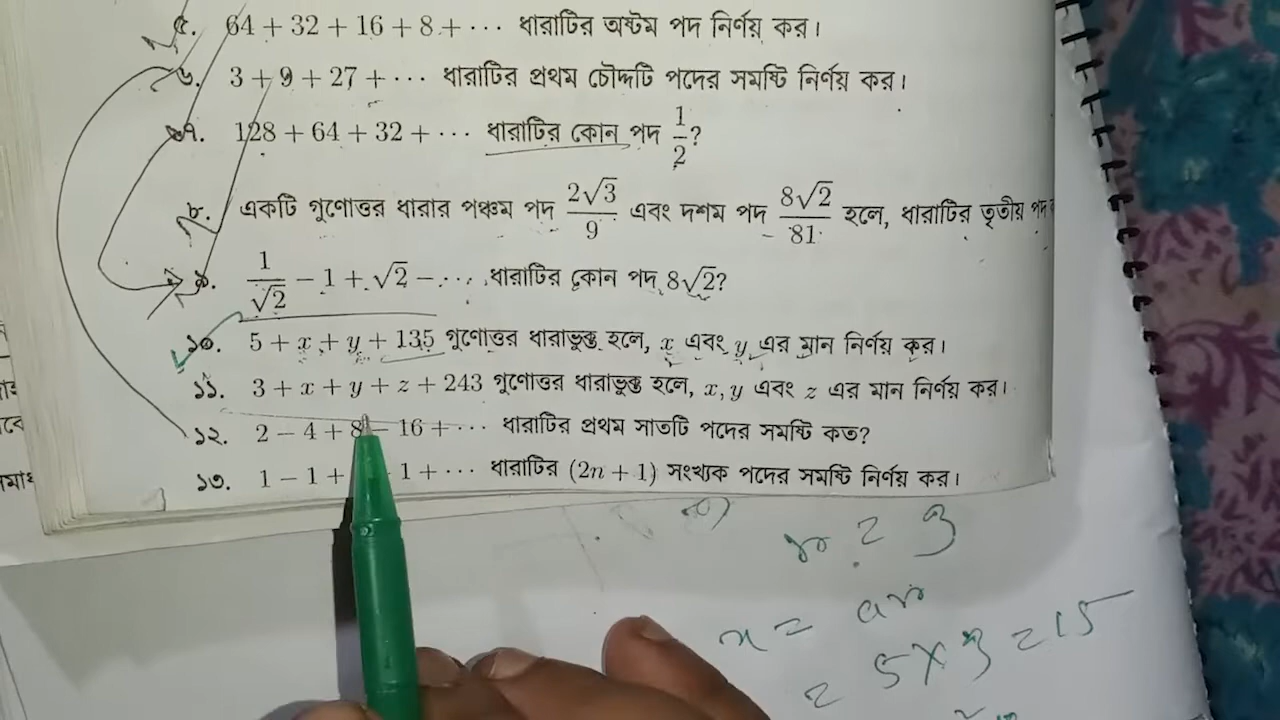 ৫. 64 + 32 + 16 + 8 + ··· ধারাটির অষ্টম পদ নির্ণয় কর।
৬. 3 + 9 + 27 + ··· ধারাটির প্রথম চৌদ্দটি পদের সমষ্টি নির্ণয় কর।
৭. 128 + 64 + 32 + ··· ধারাটির কোন পদ 1/2?
৮. একটি গুণোত্তর ধারার পঞ্চম পদ 2√3/9 এবং দশম পদ 8√2/81 হলে, ধারাটির তৃতীয় পদ
৯. 1/√2 − 1 + √2 − ··· ধারাটির কোন পদ 8√2?
১০. 5 + x + y + 135 গুণোত্তর ধারাভুক্ত হলে, x এবং y এর মান নির্ণয় কর।
১১. 3 + x + y + z + 243 গুণোত্তর ধারাভুক্ত হলে, x, y এবং z এর মান নির্ণয় কর।
১২. 2 − 4 + 8 − 16 + ··· ধারাটির প্রথম সাতটি পদের সমষ্টি কত?
১৩. 1 − 1 + 1 + ··· ধারাটির (2n + 1) সংখ্যক পদের সমষ্টি নির্ণয় কর।
r = 3
x = ar
= 5 × 3 = 15